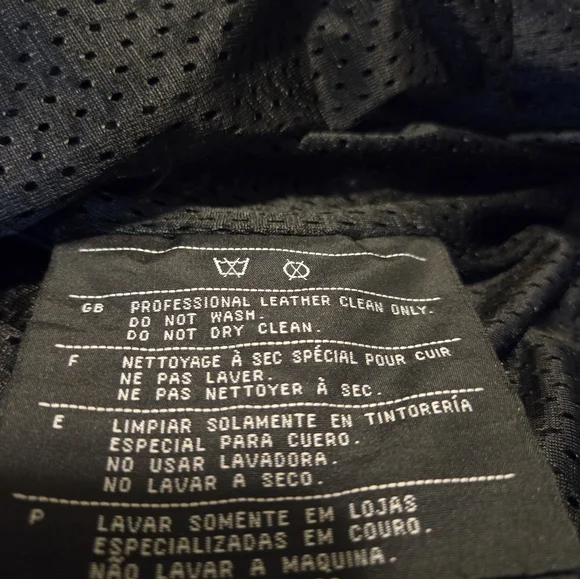 GB PROFESSIONAL LEATHER CLEAN ONLY.
DO NOT WASH.
DO NOT DRY CLEAN.
F NETTOYAGE À SEC SPÉCIAL POUR CUIR
NE PAS LAVER.
NE PAS NETTOYER À SEC.
E LIMPIAR SOLAMENTE EN TINTORERÍA
ESPECIAL PARA CUERO.
NO USAR LAVADORA.
NO LAVAR A SECO.
P LAVAR SOMENTE EM LOJAS
ESPECIALIZADAS EM COURO.
NÃO LAVAR A MAQUINA.